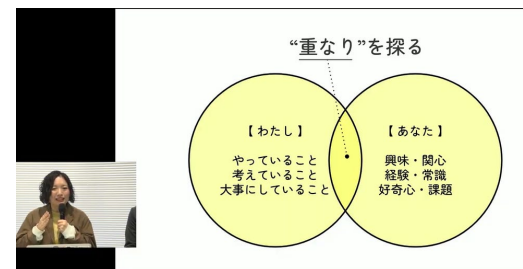 “重なり”を探る
【わたし】
やっていること
考えていること
大事にしていること
【あなた】
興味・関心
経験・常識
好奇心・課題